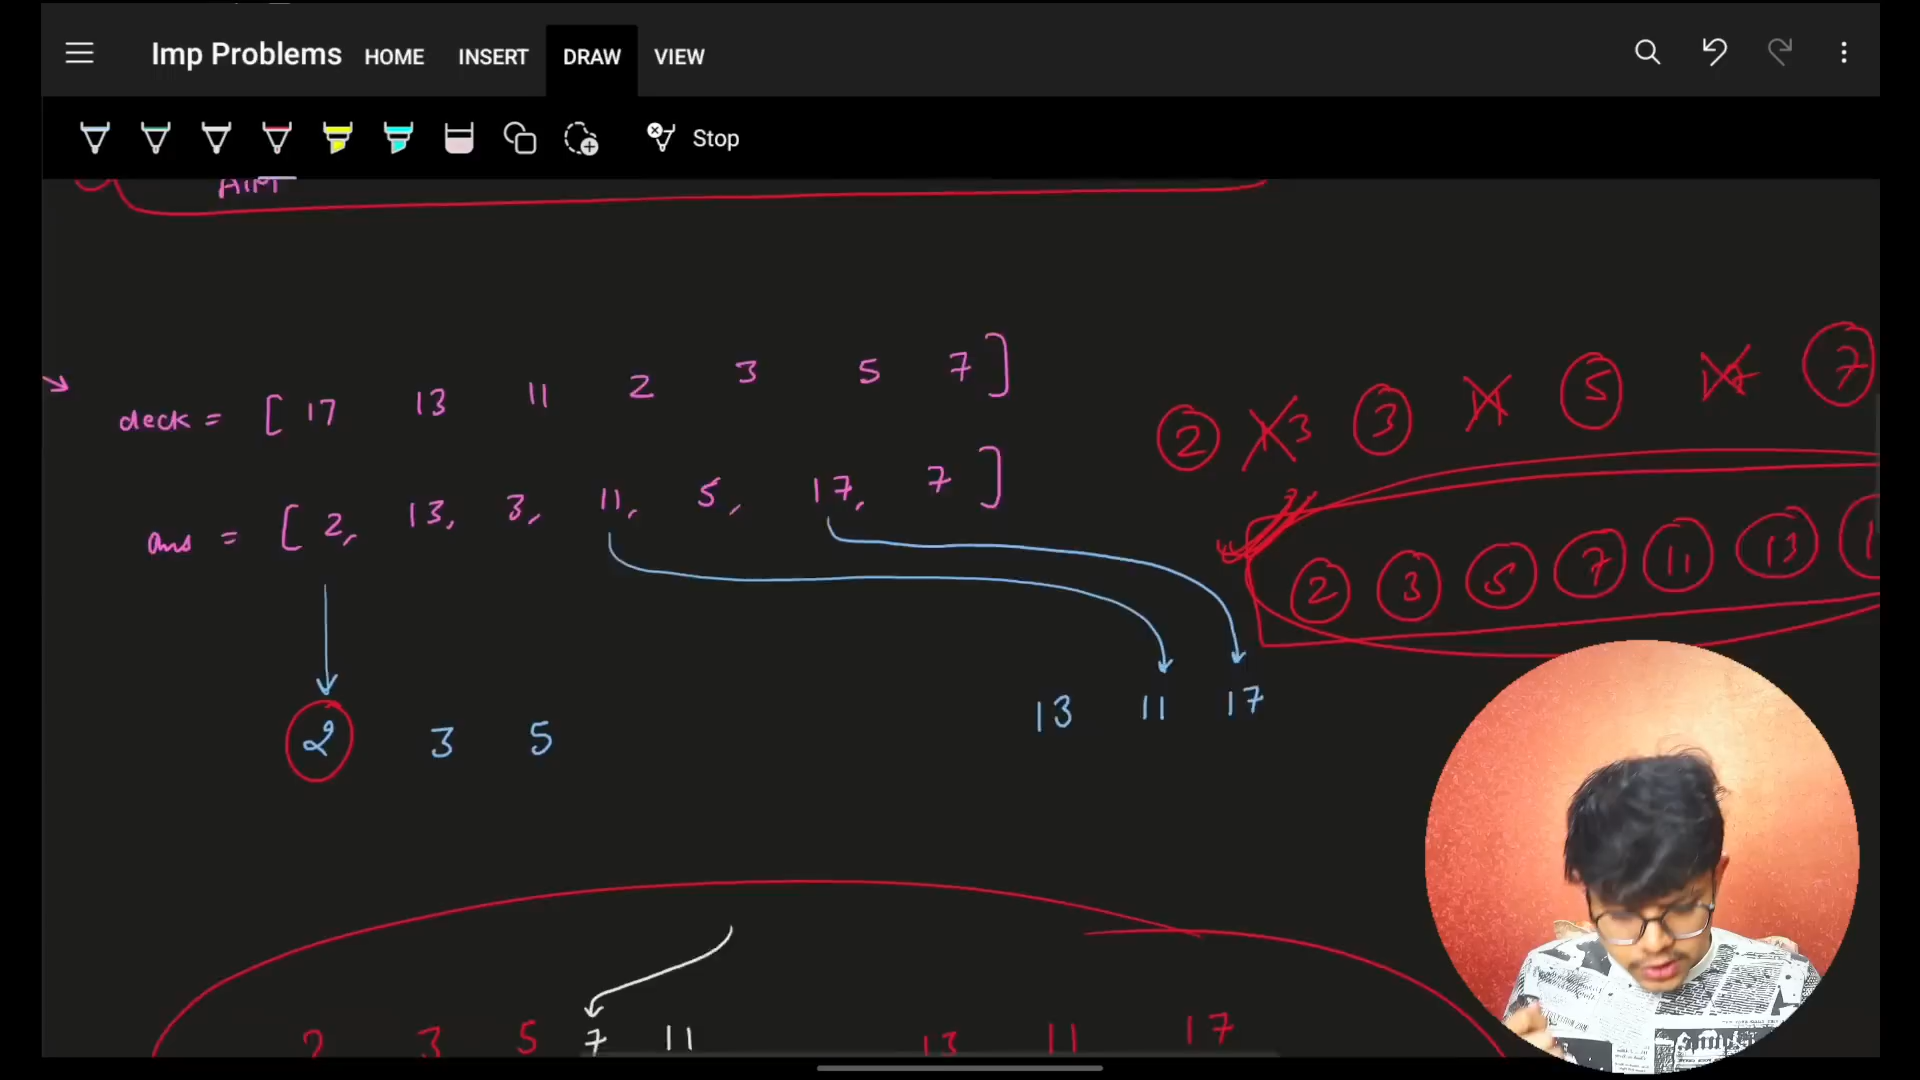 Imp Problems HOME INSERT DRAW VIEW
Stop
AIM
deck = [ 17 13 11 2 3 5 7 ]
ans = [ 2, 13, 3, 11, 5, 17, 7 ]
2 3 3 5 7
2 3 5 7 11 13
2 3 5 13 11 17
2 3 5 7 11 13 11 17